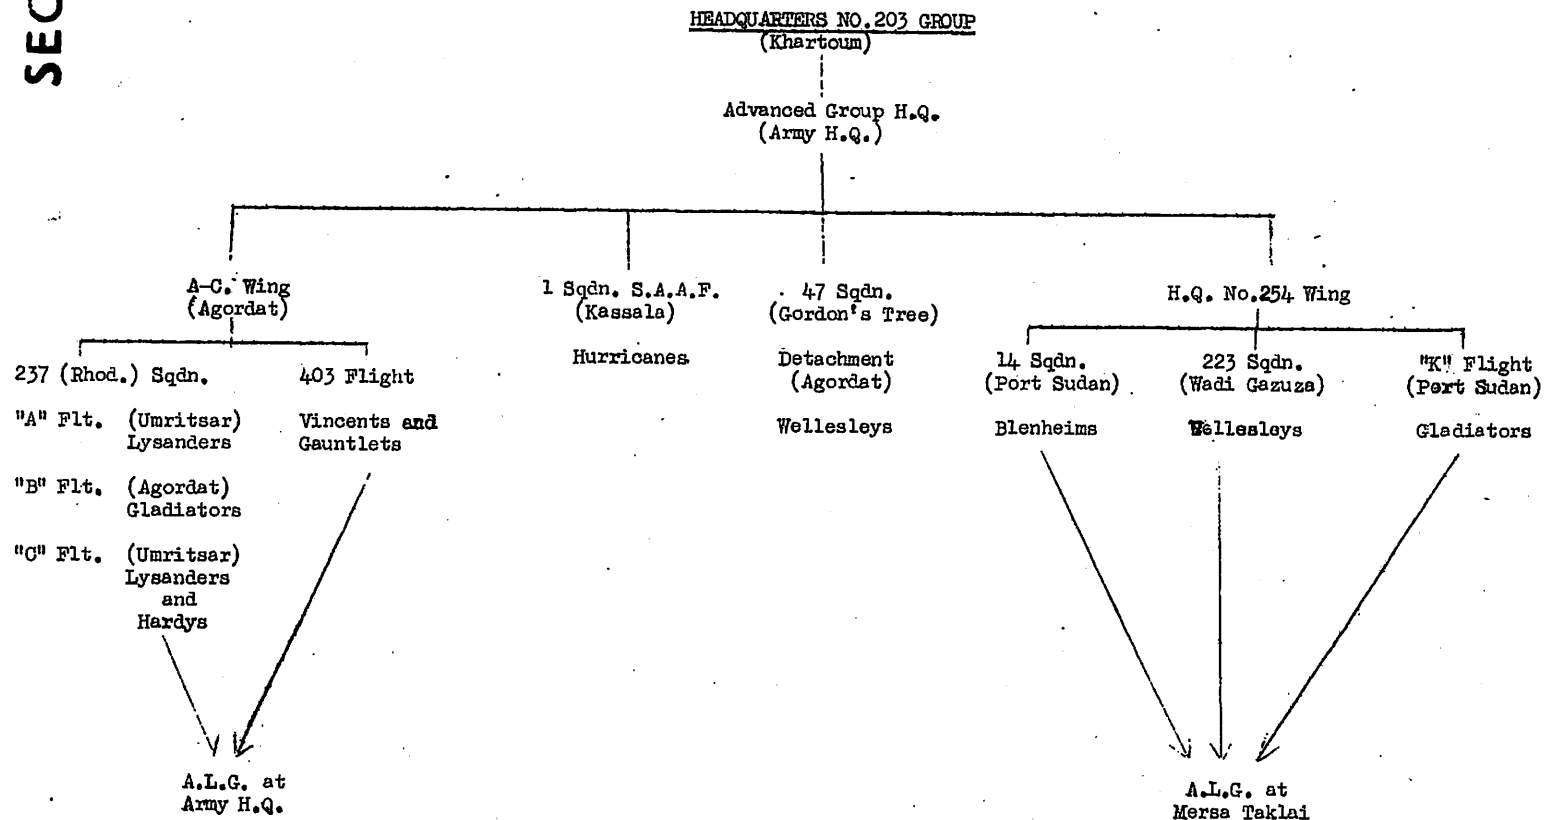 SEC
HEADQUARTERS NO.203 GROUP
(Khartoum)
Advanced Group H.Q.
(Army H.Q.)
A-C. Wing
(Agordat)
237 (Rhod.) Sqdn.
"A" Flt. (Umritsar)
Lysanders
"B" Flt. (Agordat)
Gladiators
"C" Flt. (Umritsar)
Lysanders
and
Hardys
403 Flight
Vincents and
Gauntlets
A.L.G. at
Army H.Q.
1 Sqdn. S.A.A.F.
(Kassala)
Hurricanes
47 Sqdn.
(Gordon's Tree)
Detachment
(Agordat)
Wellesleys
H.Q. No.254 Wing
14 Sqdn.
(Port Sudan)
Blenheims
223 Sqdn.
(Wadi Gazuza)
Wellesleys
"K" Flight
(Port Sudan)
Gladiators
A.L.G. at
Mersa Taklai